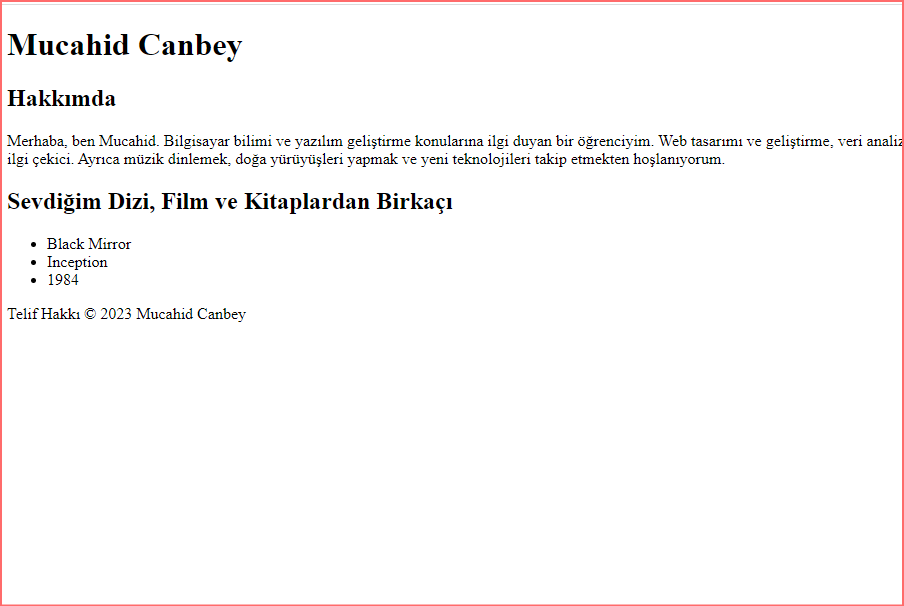 Mucahid Canbey
Hakkımda
Merhaba, ben Mucahid. Bilgisayar bilimi ve yazılım geliştirme konularına ilgi duyan bir öğrenciyim. Web tasarımı ve geliştirme, veri analiz
ilgi çekici. Ayrıca müzik dinlemek, doğa yürüyüşleri yapmak ve yeni teknolojileri takip etmekten hoşlanıyorum.
Sevdiğim Dizi, Film ve Kitaplardan Birkaçı
Black Mirror
Inception
1984
Telif Hakkı © 2023 Mucahid Canbey